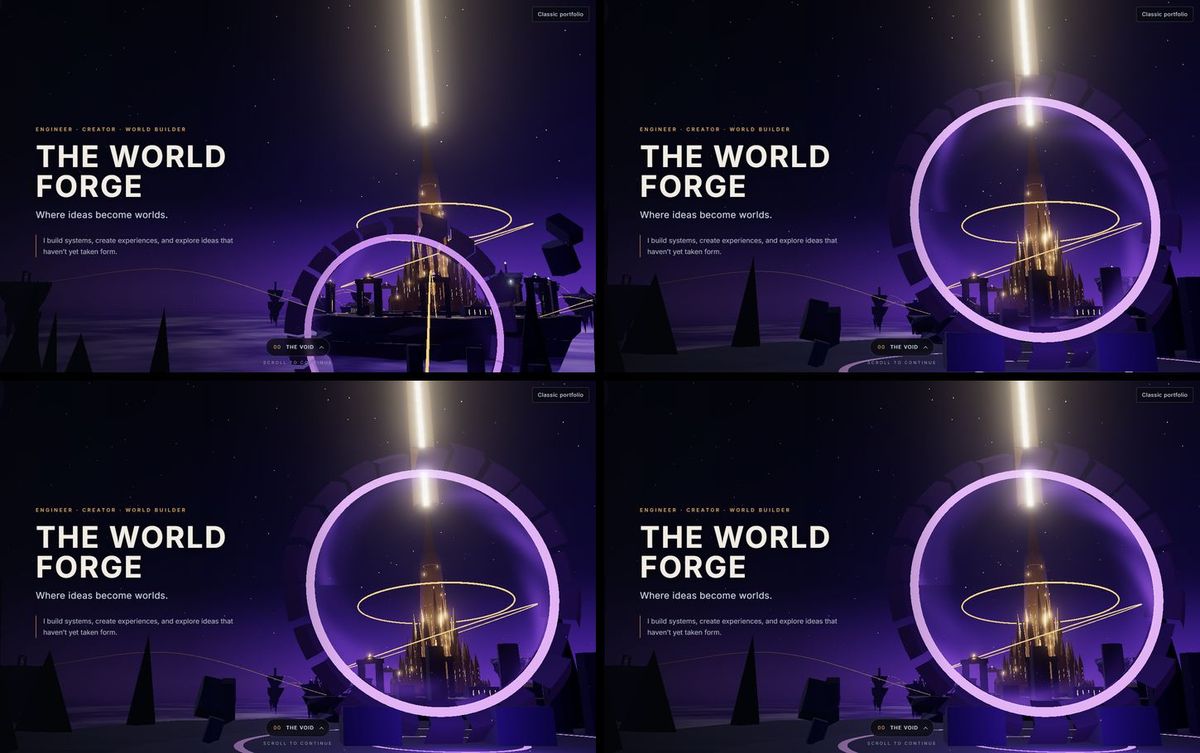 Classic portfolio
ENGINEER · CREATOR · WORLD BUILDER
THE WORLD
FORGE
Where ideas become worlds.
I build systems, create experiences, and explore ideas that
haven't yet taken form.
00 THE VOID
SCROLL TO CONTINUE
Classic portfolio
ENGINEER · CREATOR · WORLD BUILDER
THE WORLD
FORGE
Where ideas become worlds.
I build systems, create experiences, and explore ideas that
haven't yet taken form.
00 THE VOID
SCROLL TO CONTINUE
Classic portfolio
ENGINEER · CREATOR · WORLD BUILDER
THE WORLD
FORGE
Where ideas become worlds.
I build systems, create experiences, and explore ideas that
haven't yet taken form.
00 THE VOID
SCROLL TO CONTINUE
Classic portfolio
ENGINEER · CREATOR · WORLD BUILDER
THE WORLD
FORGE
Where ideas become worlds.
I build systems, create experiences, and explore ideas that
haven't yet taken form.
00 THE VOID
SCROLL TO CONTINUE